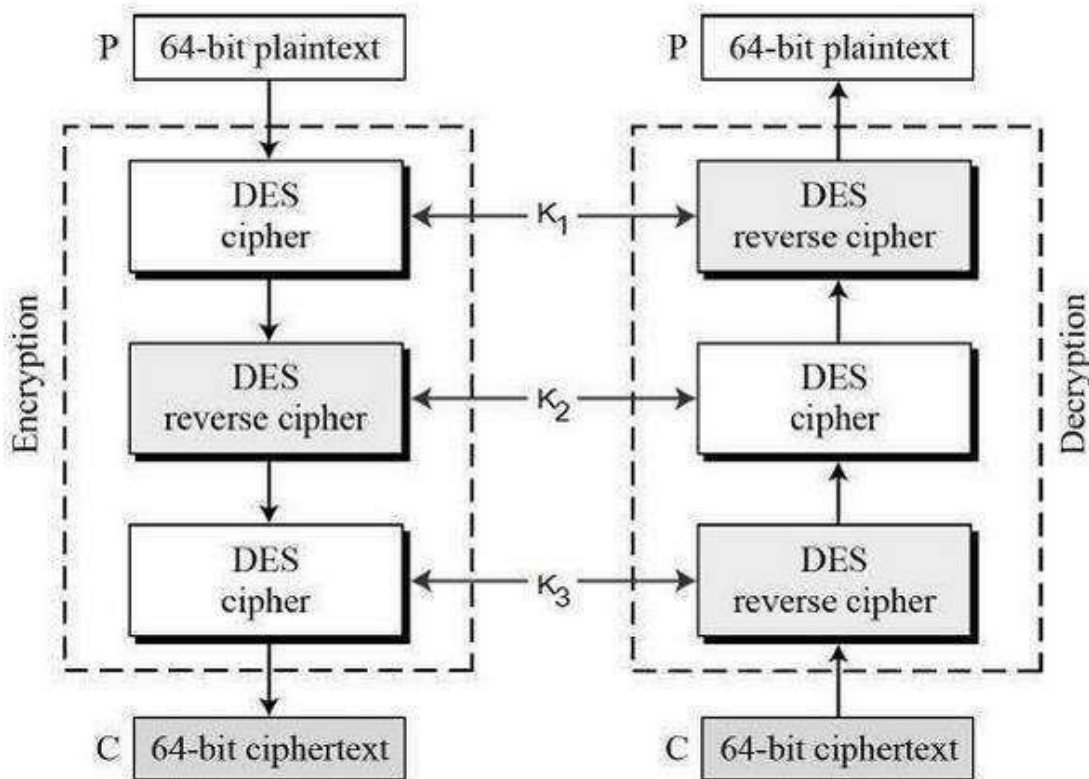 P 64-bit plaintext
P 64-bit plaintext
DES
cipher
K1
DES
reverse cipher
Encryption
DES
reverse cipher
K2
DES
cipher
Decryption
DES
cipher
K3
DES
reverse cipher
C 64-bit ciphertext
C 64-bit ciphertext